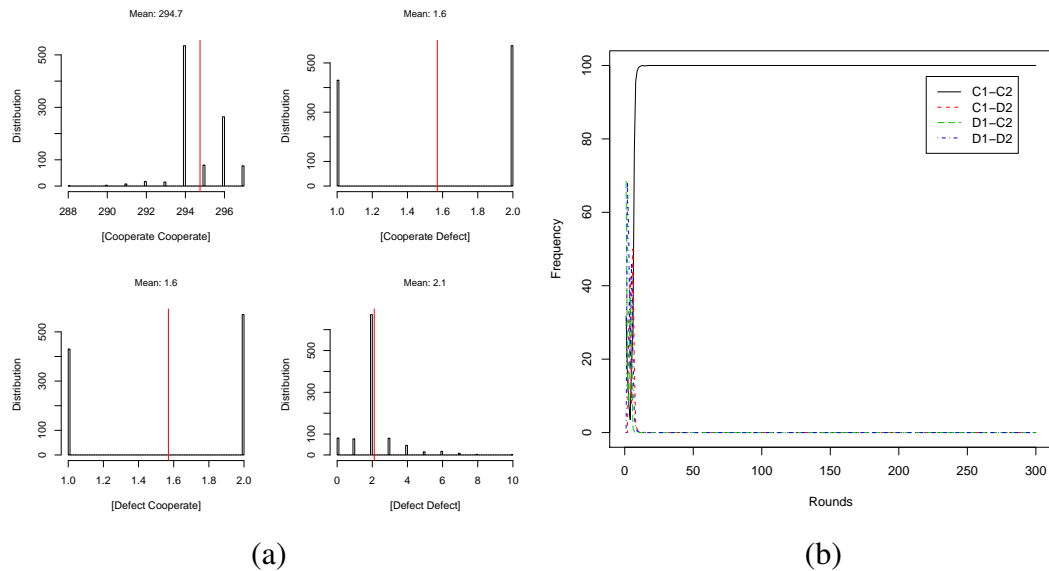 Mean: 294.7
Distribution
0 100 300 500
288 290 292 294 296
[Cooperate Cooperate]
Mean: 1.6
Distribution
0 100 300 500
1.0 1.2 1.4 1.6 1.8 2.0
[Cooperate Defect]
Mean: 1.6
Distribution
0 100 300 500
1.0 1.2 1.4 1.6 1.8 2.0
[Defect Cooperate]
Mean: 2.1
Distribution
0 100 300 500
0 2 4 6 8 10
[Defect Defect]
(a)
Frequency
0 20 40 60 80 100
C1−C2
C1−D2
D1−C2
D1−D2
0 50 100 150 200 250 300
Rounds
(b)